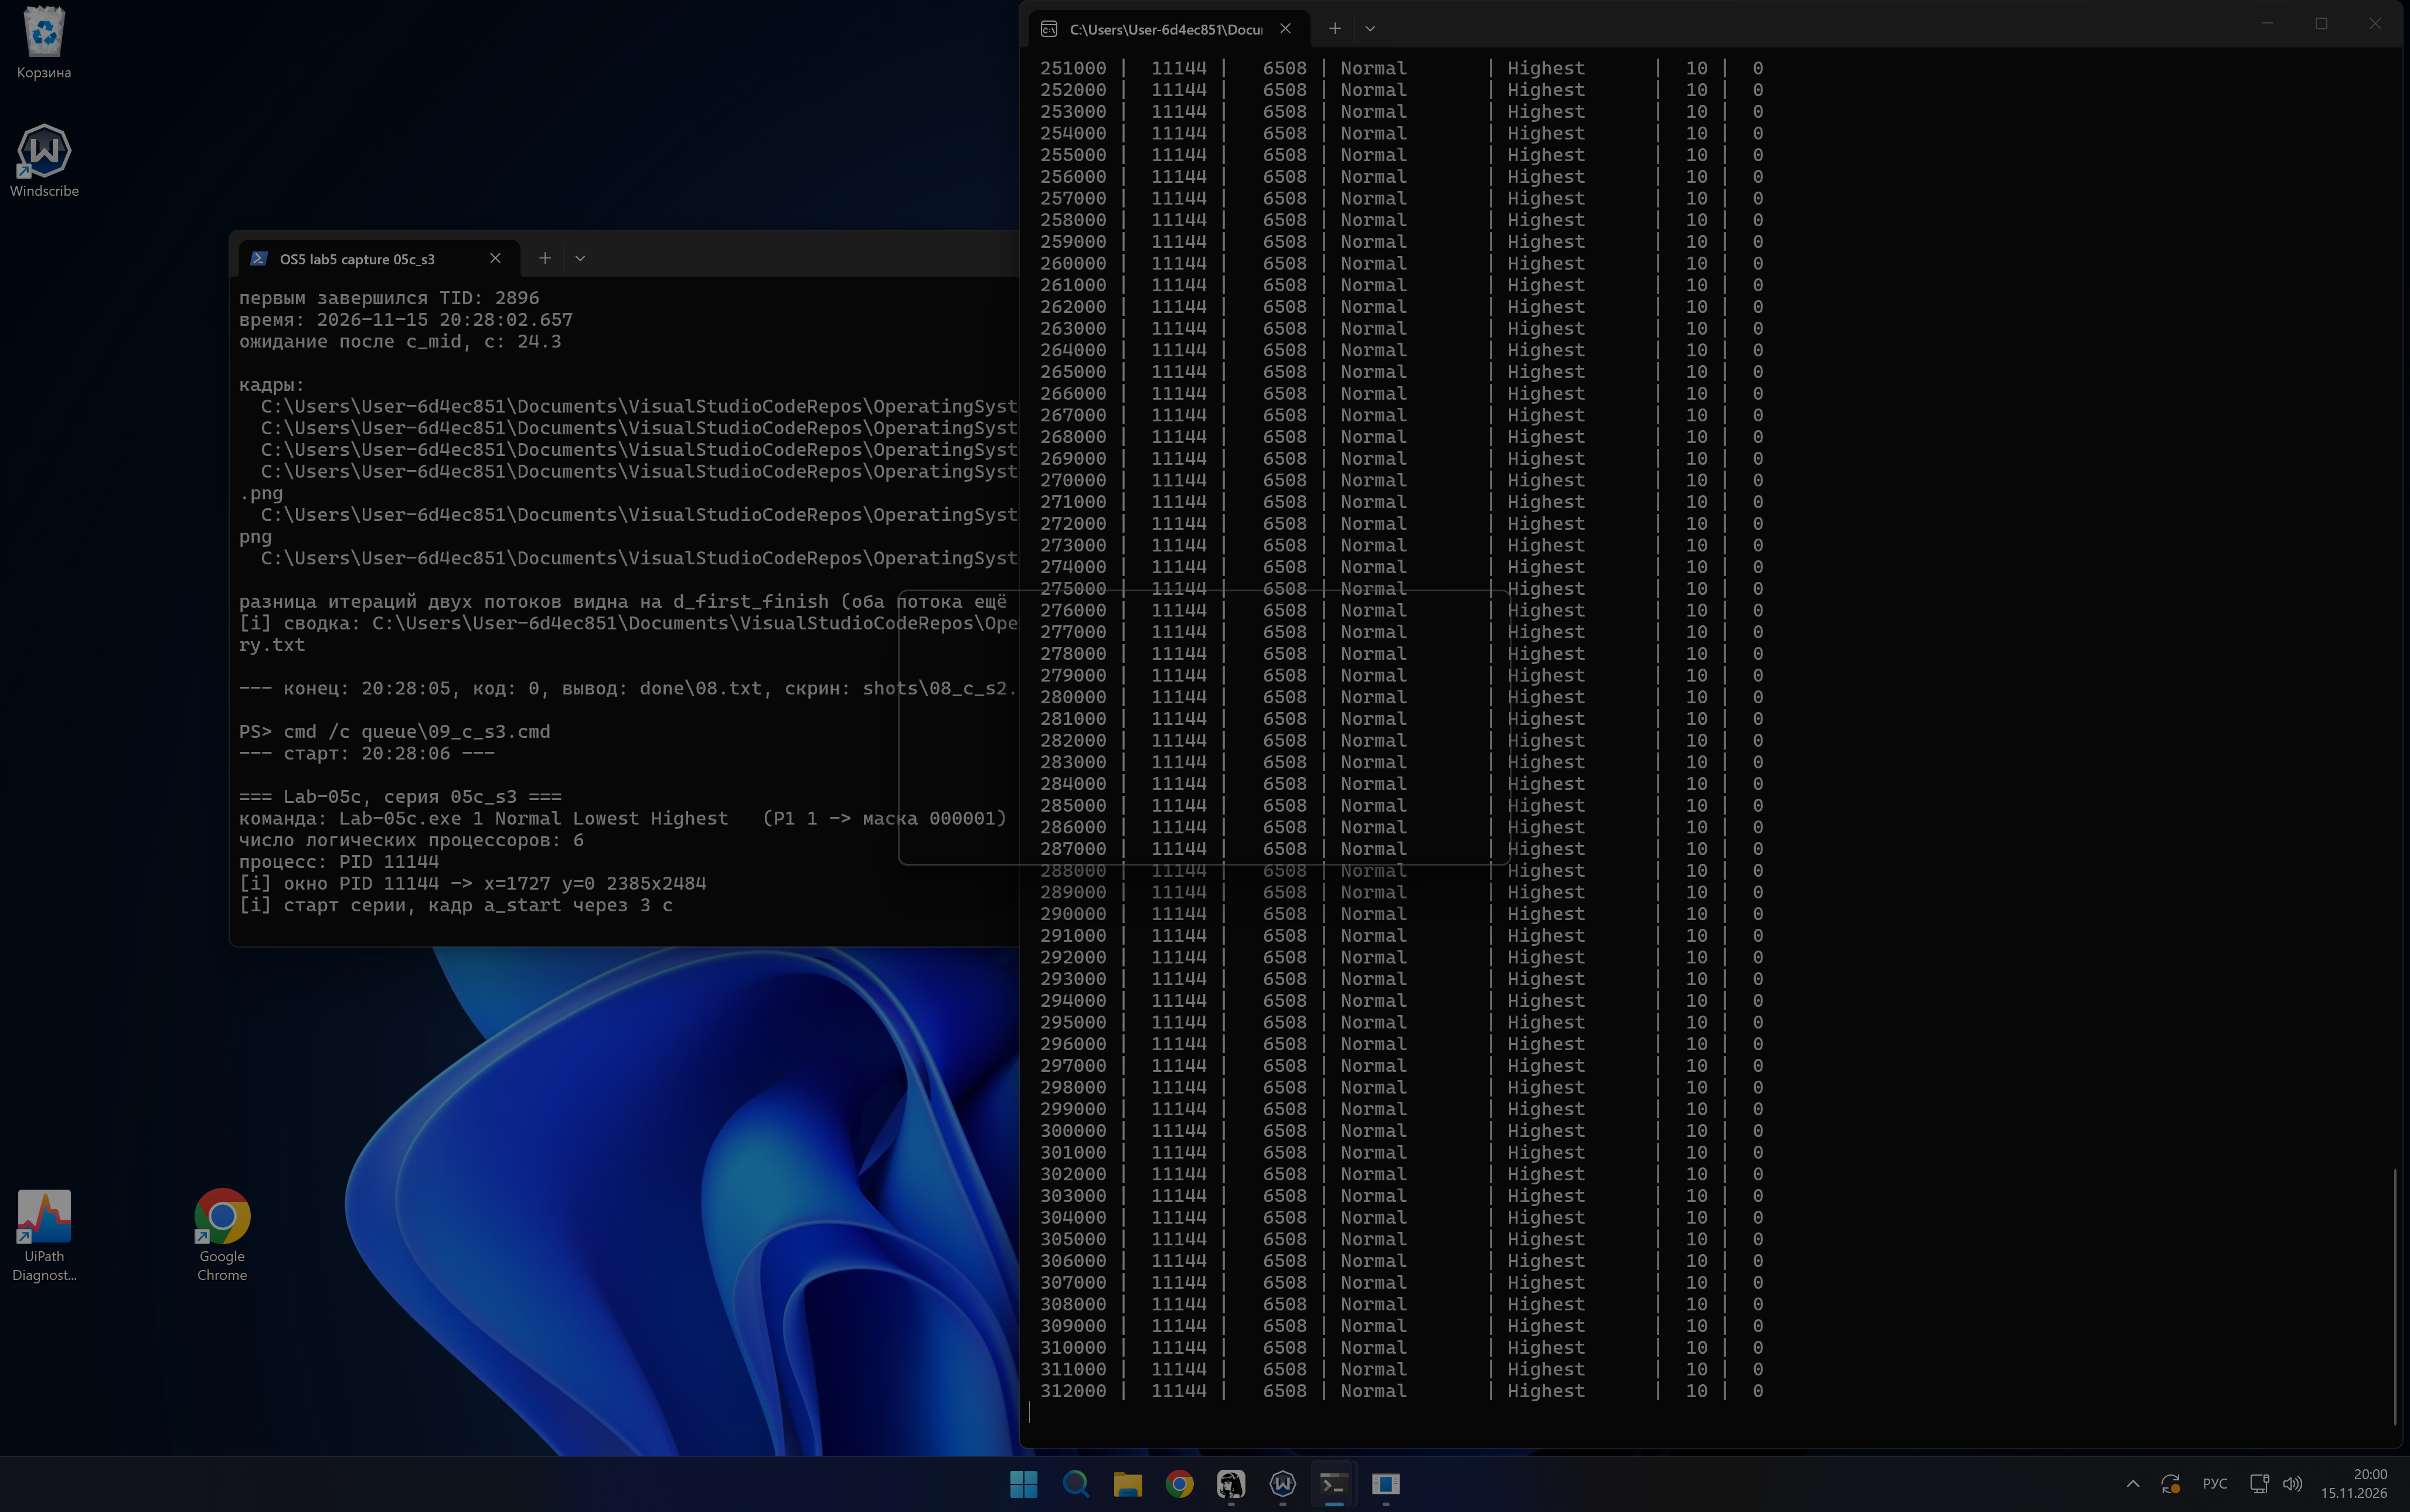 Корзина
Windscribe
UiPath
Diagnost...
Google
Chrome
OS5 lab5 capture 05c_s3
первым завершился TID: 2896
время: 2026-11-15 20:28:02.657
ожидание после c_mid, с: 24.3
кадры:
C:\Users\User-6d4ec851\Documents\VisualStudioCodeRepos\OperatingSyst
C:\Users\User-6d4ec851\Documents\VisualStudioCodeRepos\OperatingSyst
C:\Users\User-6d4ec851\Documents\VisualStudioCodeRepos\OperatingSyst
C:\Users\User-6d4ec851\Documents\VisualStudioCodeRepos\OperatingSyst
.png
C:\Users\User-6d4ec851\Documents\VisualStudioCodeRepos\OperatingSyst
png
C:\Users\User-6d4ec851\Documents\VisualStudioCodeRepos\OperatingSyst
разница итераций двух потоков видна на d_first_finish (оба потока ещё
[i] сводка: C:\Users\User-6d4ec851\Documents\VisualStudioCodeRepos\Ope
ry.txt
--- конец: 20:28:05, код: 0, вывод: done\08.txt, скрин: shots\08_c_s2.
PS> cmd /c queue\09_c_s3.cmd
--- старт: 20:28:06 ---
=== Lab-05c, серия 05c_s3 ===
команда: Lab-05c.exe 1 Normal Lowest Highest   (P1 1 -> маска 000001)
число логических процессоров: 6
процесс: PID 11144
[i] окно PID 11144 -> x=1727 y=0 2385x2484
[i] старт серии, кадр a_start через 3 с
C:\Users\User-6d4ec851\Docu
251000 | 11144 | 6508 | Normal | Highest | 10 | 0
252000 | 11144 | 6508 | Normal | Highest | 10 | 0
253000 | 11144 | 6508 | Normal | Highest | 10 | 0
254000 | 11144 | 6508 | Normal | Highest | 10 | 0
255000 | 11144 | 6508 | Normal | Highest | 10 | 0
256000 | 11144 | 6508 | Normal | Highest | 10 | 0
257000 | 11144 | 6508 | Normal | Highest | 10 | 0
258000 | 11144 | 6508 | Normal | Highest | 10 | 0
259000 | 11144 | 6508 | Normal | Highest | 10 | 0
260000 | 11144 | 6508 | Normal | Highest | 10 | 0
261000 | 11144 | 6508 | Normal | Highest | 10 | 0
262000 | 11144 | 6508 | Normal | Highest | 10 | 0
263000 | 11144 | 6508 | Normal | Highest | 10 | 0
264000 | 11144 | 6508 | Normal | Highest | 10 | 0
265000 | 11144 | 6508 | Normal | Highest | 10 | 0
266000 | 11144 | 6508 | Normal | Highest | 10 | 0
267000 | 11144 | 6508 | Normal | Highest | 10 | 0
268000 | 11144 | 6508 | Normal | Highest | 10 | 0
269000 | 11144 | 6508 | Normal | Highest | 10 | 0
270000 | 11144 | 6508 | Normal | Highest | 10 | 0
271000 | 11144 | 6508 | Normal | Highest | 10 | 0
272000 | 11144 | 6508 | Normal | Highest | 10 | 0
273000 | 11144 | 6508 | Normal | Highest | 10 | 0
274000 | 11144 | 6508 | Normal | Highest | 10 | 0
275000 | 11144 | 6508 | Normal | Highest | 10 | 0
276000 | 11144 | 6508 | Normal | Highest | 10 | 0
277000 | 11144 | 6508 | Normal | Highest | 10 | 0
278000 | 11144 | 6508 | Normal | Highest | 10 | 0
279000 | 11144 | 6508 | Normal | Highest | 10 | 0
280000 | 11144 | 6508 | Normal | Highest | 10 | 0
281000 | 11144 | 6508 | Normal | Highest | 10 | 0
282000 | 11144 | 6508 | Normal | Highest | 10 | 0
283000 | 11144 | 6508 | Normal | Highest | 10 | 0
284000 | 11144 | 6508 | Normal | Highest | 10 | 0
285000 | 11144 | 6508 | Normal | Highest | 10 | 0
286000 | 11144 | 6508 | Normal | Highest | 10 | 0
287000 | 11144 | 6508 | Normal | Highest | 10 | 0
288000 | 11144 | 6508 | Normal | Highest | 10 | 0
289000 | 11144 | 6508 | Normal | Highest | 10 | 0
290000 | 11144 | 6508 | Normal | Highest | 10 | 0
291000 | 11144 | 6508 | Normal | Highest | 10 | 0
292000 | 11144 | 6508 | Normal | Highest | 10 | 0
293000 | 11144 | 6508 | Normal | Highest | 10 | 0
294000 | 11144 | 6508 | Normal | Highest | 10 | 0
295000 | 11144 | 6508 | Normal | Highest | 10 | 0
296000 | 11144 | 6508 | Normal | Highest | 10 | 0
297000 | 11144 | 6508 | Normal | Highest | 10 | 0
298000 | 11144 | 6508 | Normal | Highest | 10 | 0
299000 | 11144 | 6508 | Normal | Highest | 10 | 0
300000 | 11144 | 6508 | Normal | Highest | 10 | 0
301000 | 11144 | 6508 | Normal | Highest | 10 | 0
302000 | 11144 | 6508 | Normal | Highest | 10 | 0
303000 | 11144 | 6508 | Normal | Highest | 10 | 0
304000 | 11144 | 6508 | Normal | Highest | 10 | 0
305000 | 11144 | 6508 | Normal | Highest | 10 | 0
306000 | 11144 | 6508 | Normal | Highest | 10 | 0
307000 | 11144 | 6508 | Normal | Highest | 10 | 0
308000 | 11144 | 6508 | Normal | Highest | 10 | 0
309000 | 11144 | 6508 | Normal | Highest | 10 | 0
310000 | 11144 | 6508 | Normal | Highest | 10 | 0
311000 | 11144 | 6508 | Normal | Highest | 10 | 0
312000 | 11144 | 6508 | Normal | Highest | 10 | 0
РУС
20:00
15.11.2026